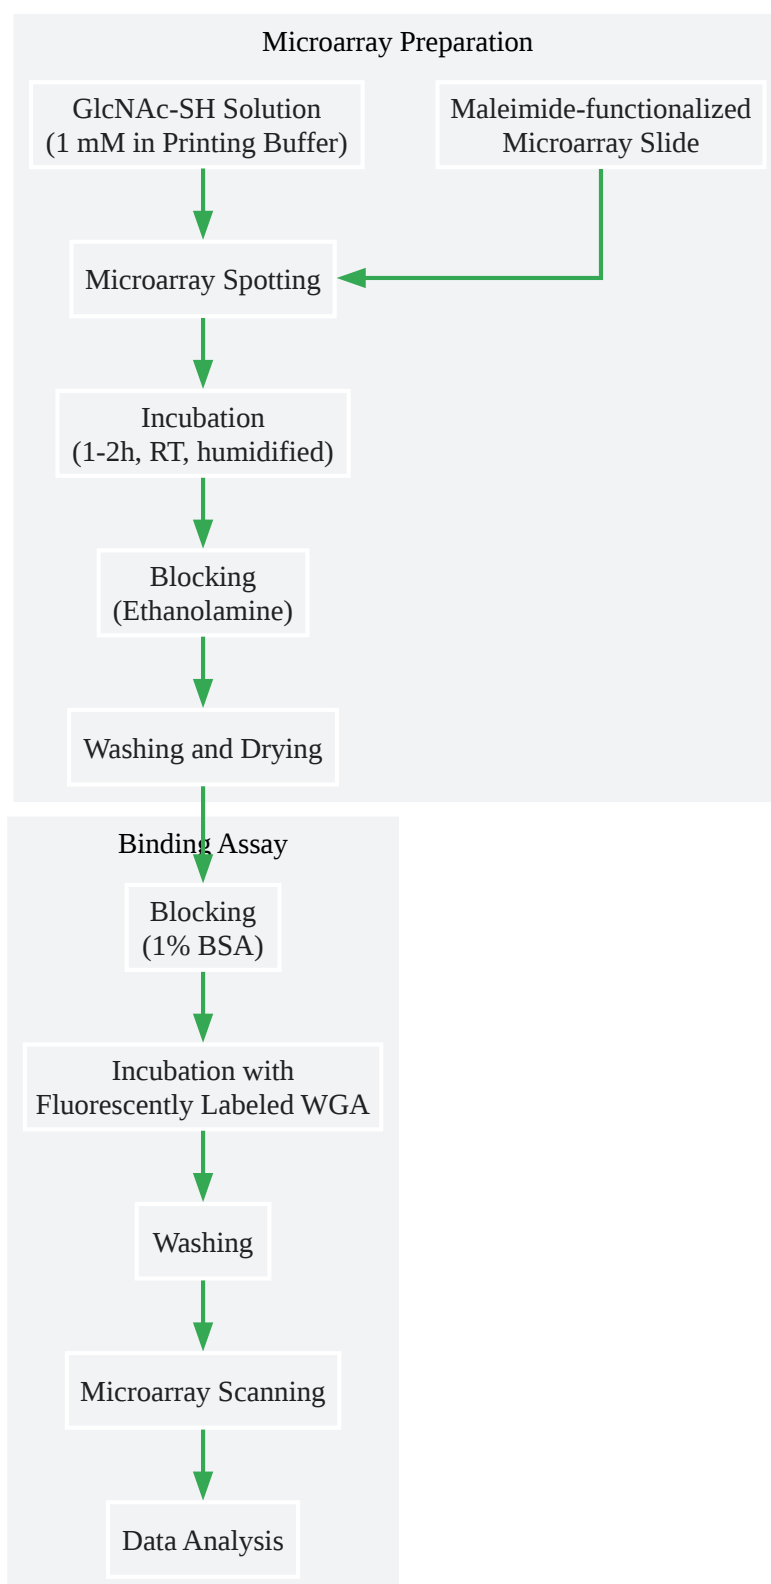 Microarray Preparation
GlcNAc-SH Solution
(1 mM in Printing Buffer)
Maleimide-functionalized
Microarray Slide
Microarray Spotting
Incubation
(1-2h, RT, humidified)
Blocking
(Ethanolamine)
Washing and Drying
Binding Assay
Blocking
(1% BSA)
Incubation with
Fluorescently Labeled WGA
Washing
Microarray Scanning
Data Analysis